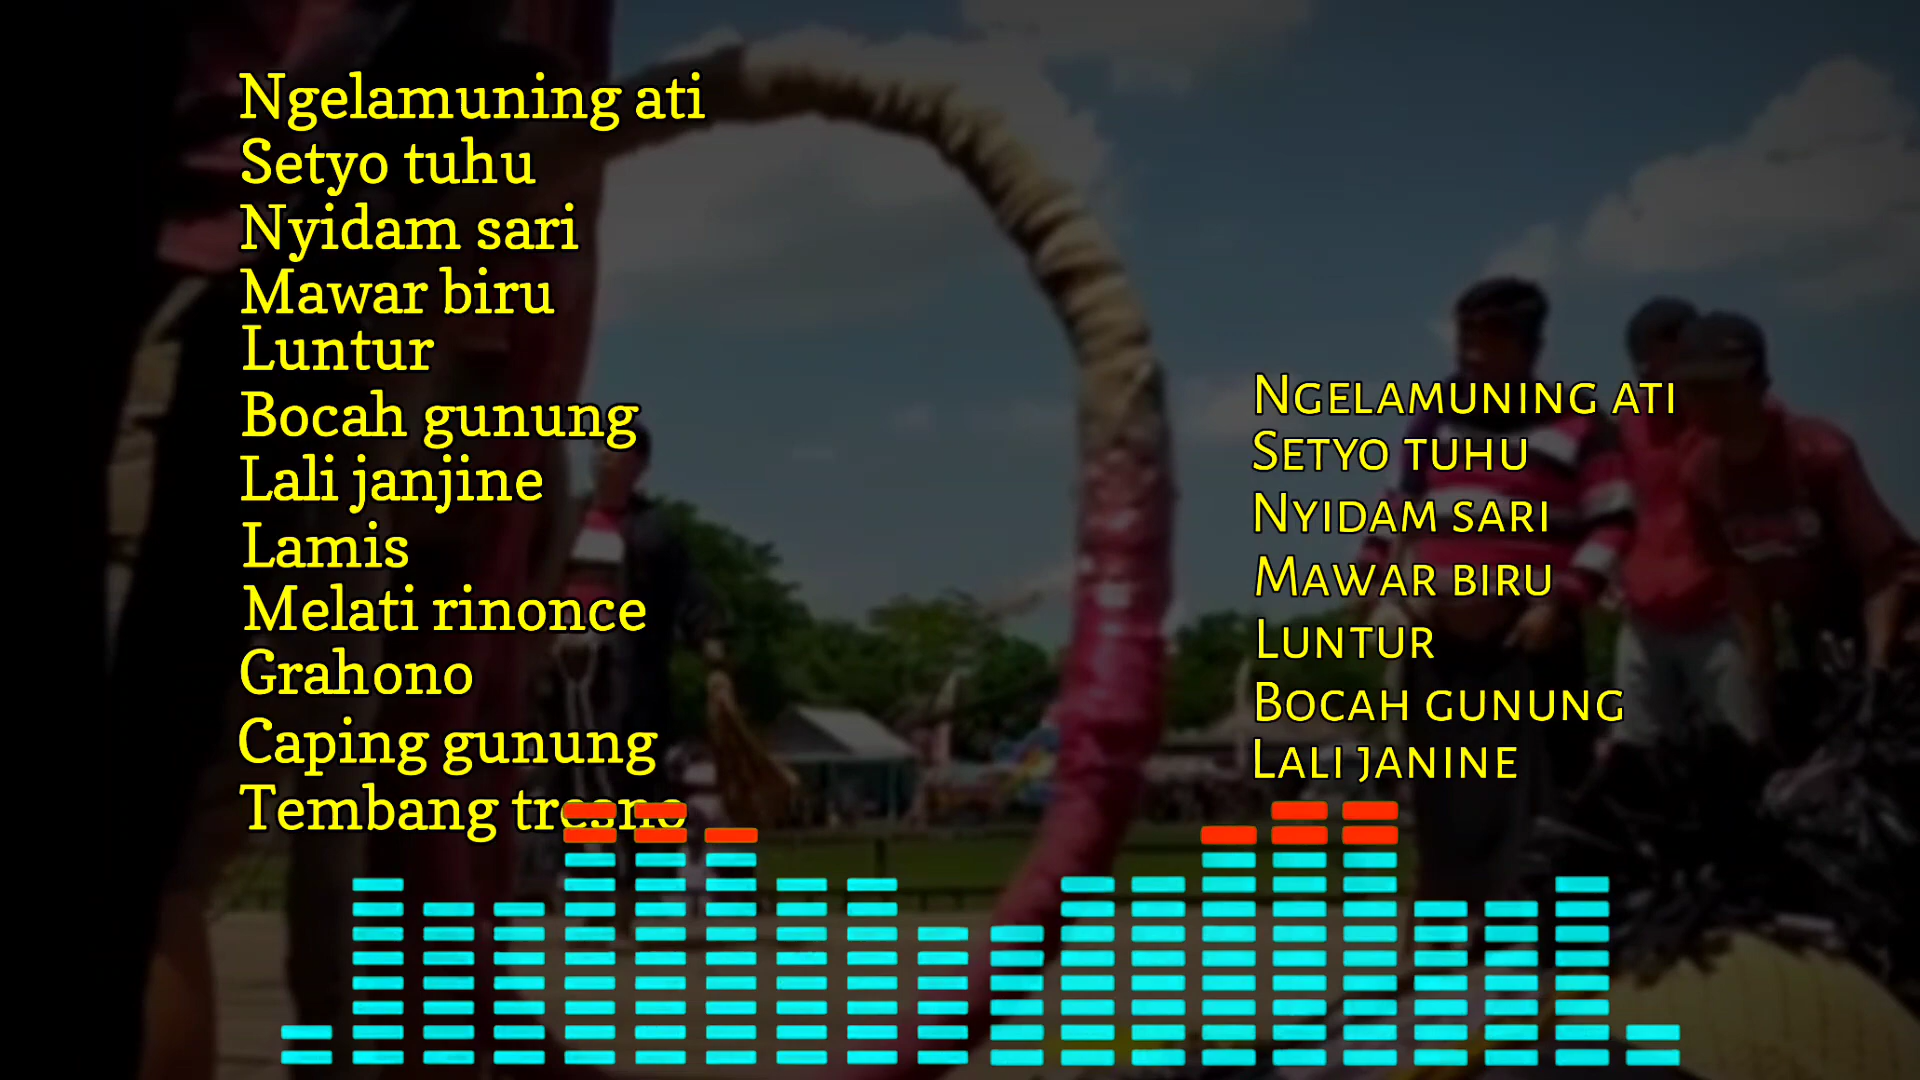 Ngelamuning ati
Setyo tuhu
Nyidam sari
Mawar biru
Luntur
Bocah gunung
Lali janjine
Lamis
Melati rinonce
Grahono
Caping gunung
Tembang tresno
Ngelamuning ati
Setyo tuhu
Nyidam sari
Mawar biru
Luntur
Bocah gunung
Lali janine